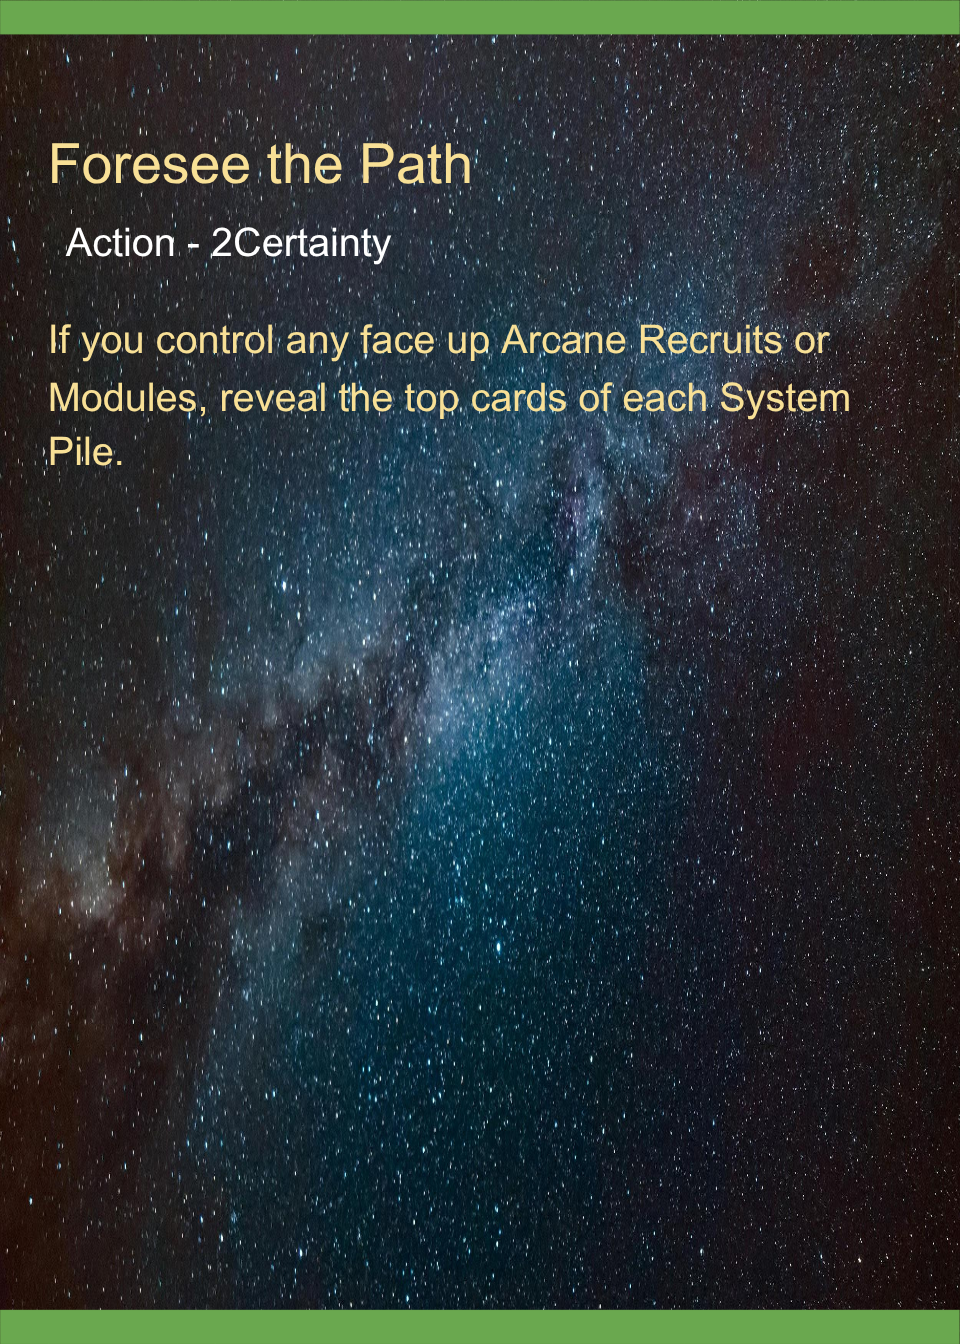 Foresee the Path
Action - 2Certainty
If you control any face up Arcane Recruits or
Modules, reveal the top cards of each System
Pile.